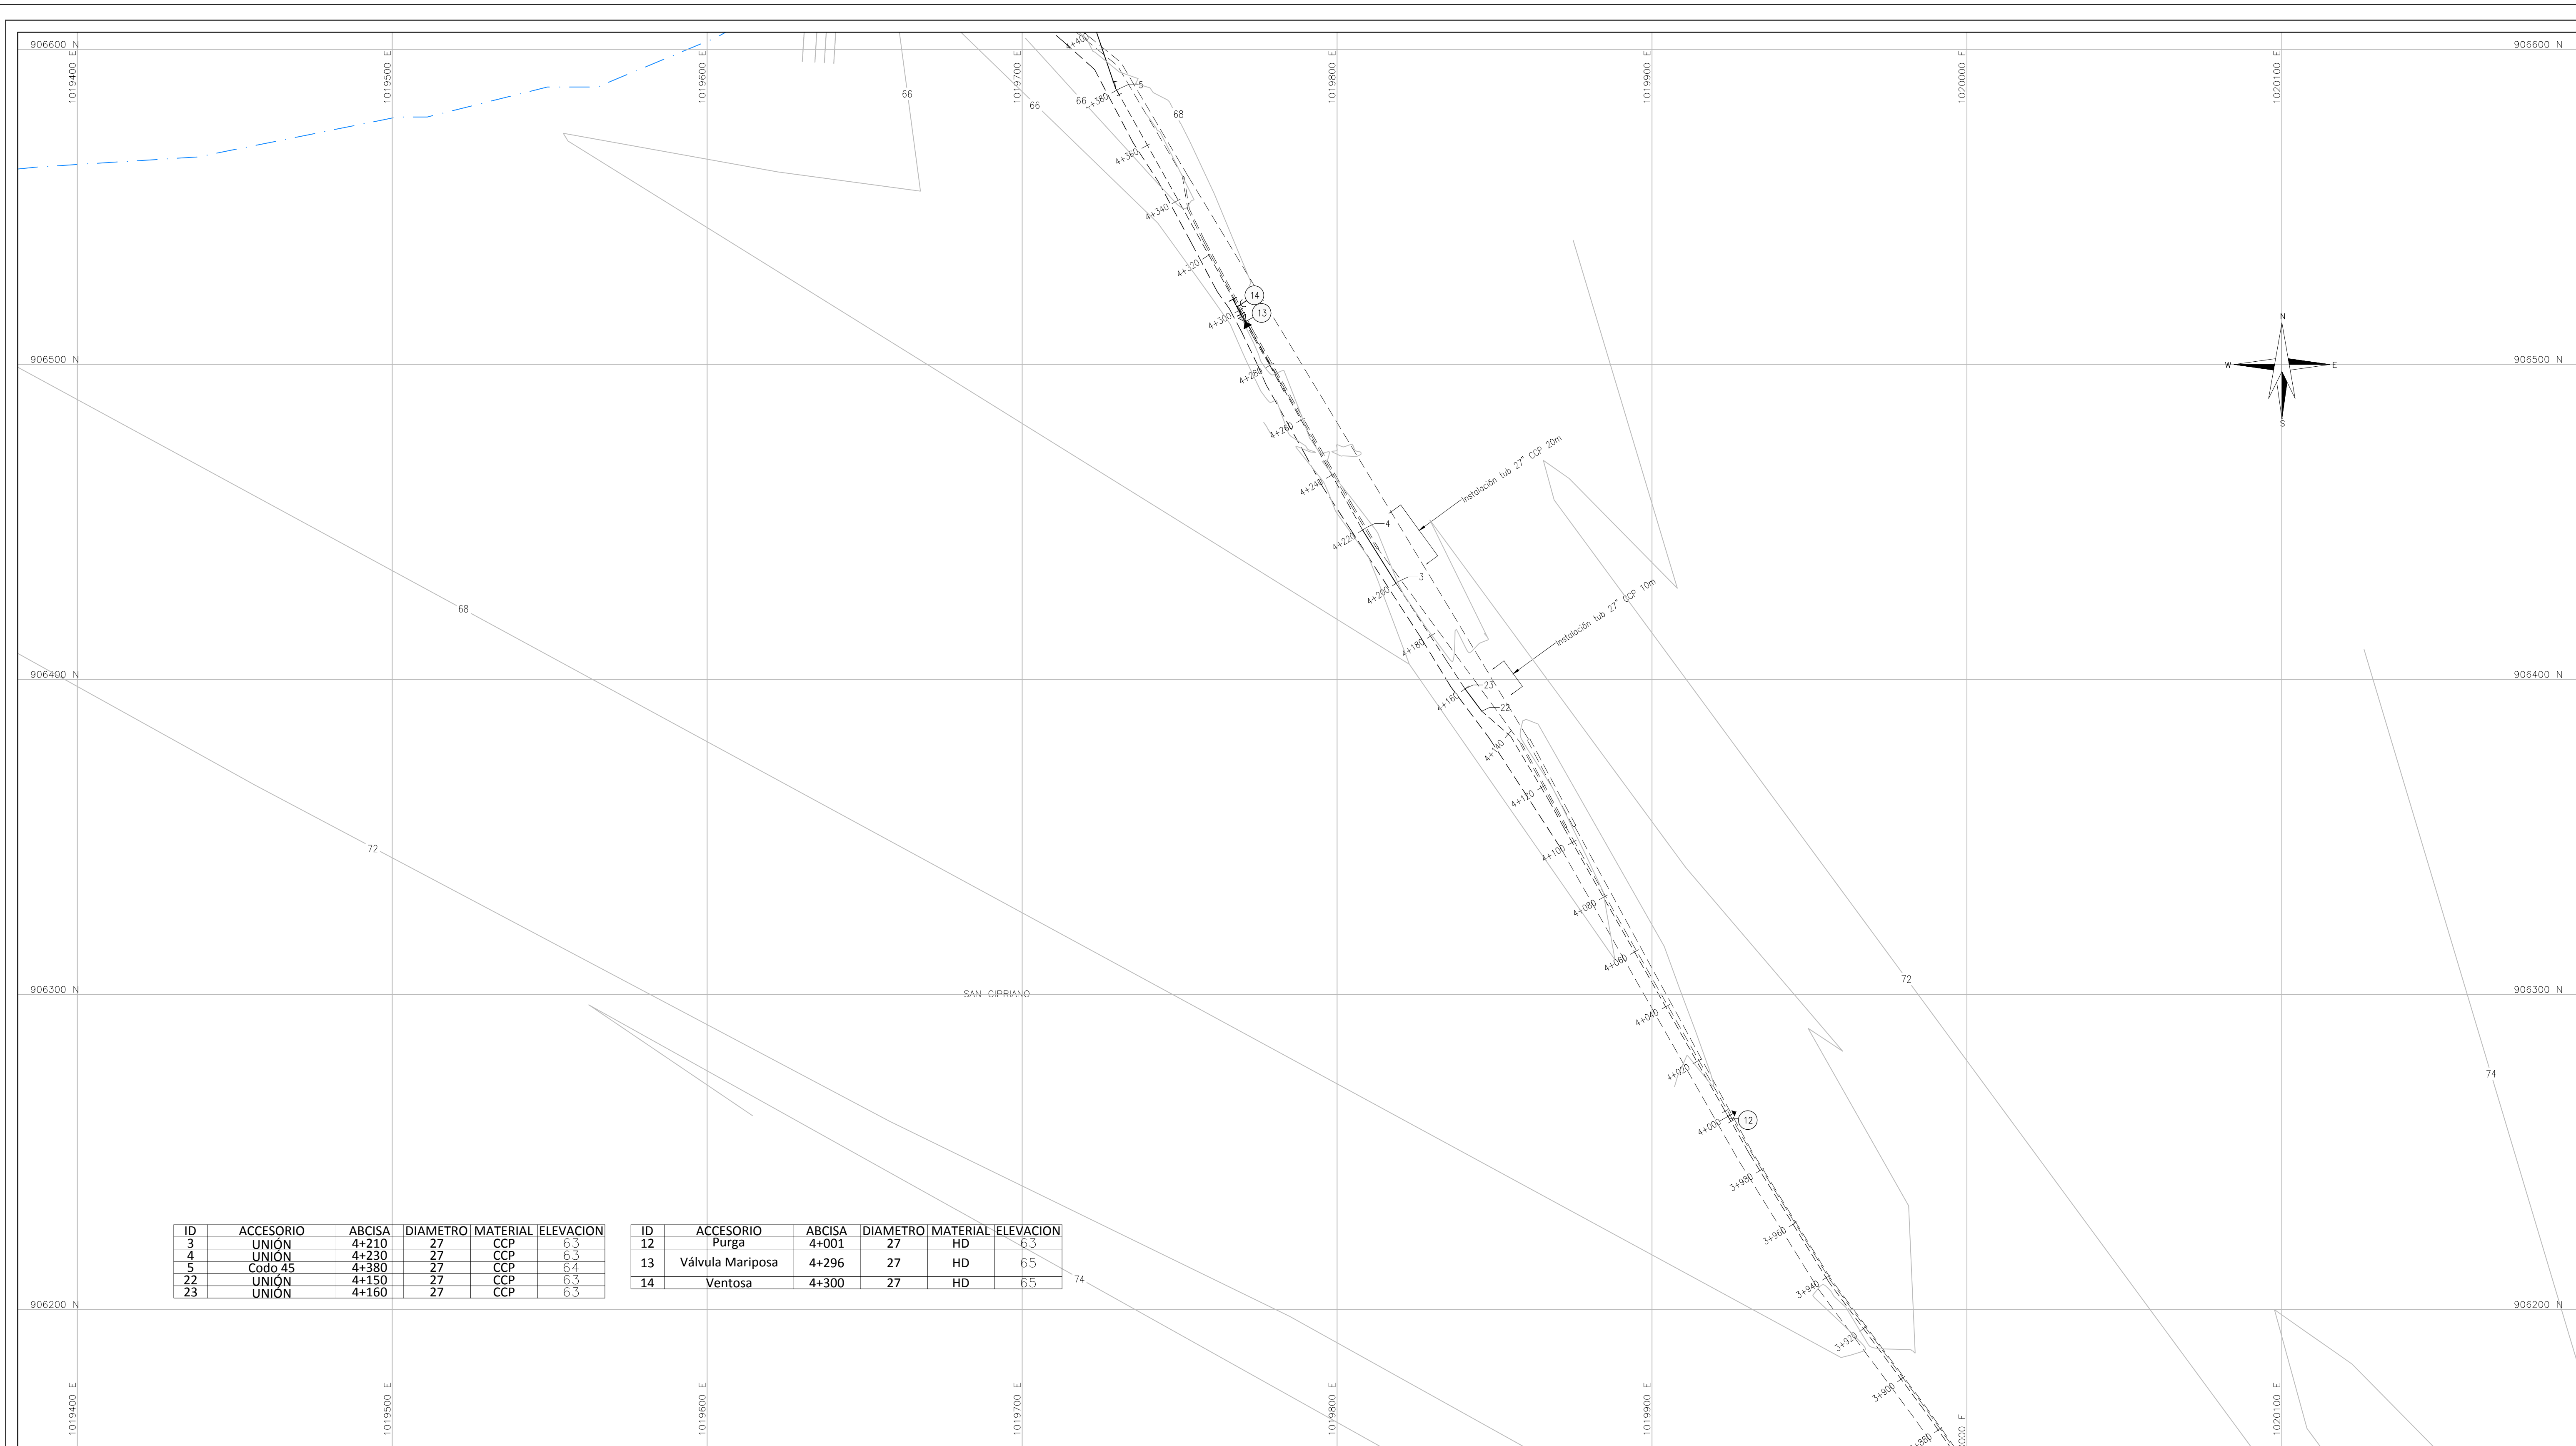 906600 N
1019400 E
1019500 E
1019600 E
1019700 E
1019800 E
1019900 E
1020000 E
1020100 E
906600 N
66
66
66
68
4+400
4+380
5
4+360
4+340
4+320
14
13
4+300
4+280
4+260
4+240
906500 N
906500 N
N
W
E
S
Instalación tub 27" CCP 20m
4
4+220
3
4+200
4+180
Instalación tub 27" CCP 10m
68
906400 N
906400 N
23
4+160
22
4+140
4+120
4+100
4+080
4+060
72
72
906300 N
906300 N
SAN CIPRIANO
4+040
4+020
74
12
4+000
3+980
3+960
3+940
3+920
3+900
ID ACCESORIO ABCISA DIAMETRO MATERIAL ELEVACION
3 UNIÓN 4+210 27 CCP 63
4 UNIÓN 4+230 27 CCP 63
5 Codo 45 4+380 27 CCP 64
22 UNIÓN 4+150 27 CCP 63
23 UNIÓN 4+160 27 CCP 63
ID ACCESORIO ABCISA DIAMETRO MATERIAL ELEVACION
12 Purga 4+001 27 HD 63
13 Válvula Mariposa 4+296 27 HD 65
14 Ventosa 4+300 27 HD 65
74
906200 N
906200 N
1019400 E
1019500 E
1019600 E
1019700 E
1019800 E
1019900 E
000 E
1020100 E
+880